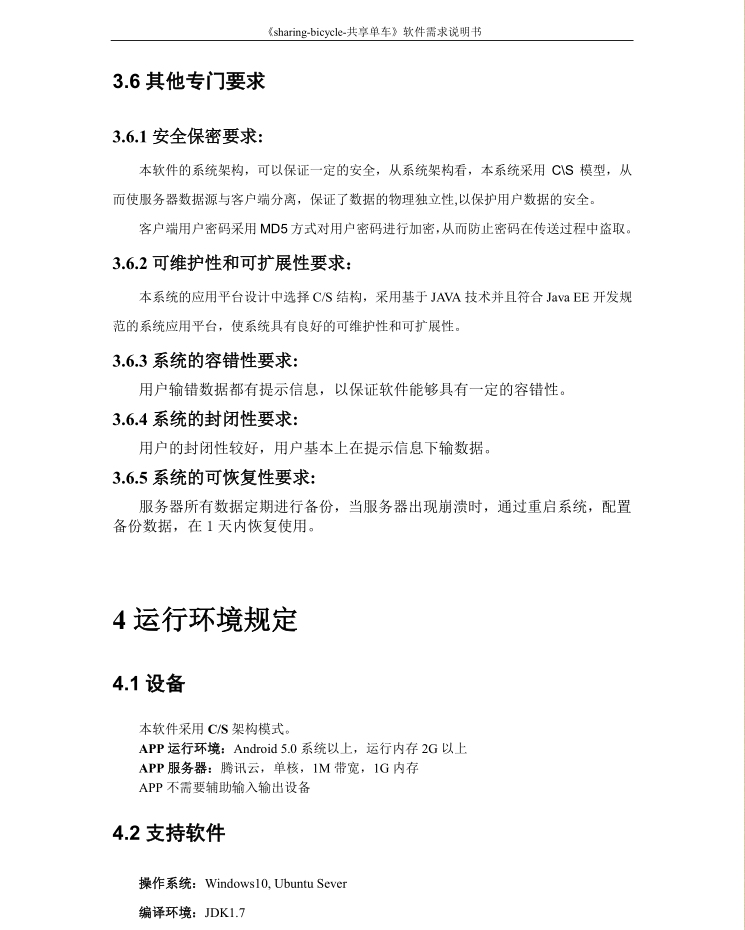 《sharing-bicycle-共享单车》软件需求说明书
3.6 其他专门要求
3.6.1 安全保密要求:
本软件的系统架构，可以保证一定的安全，从系统架构看，本系统采用 C\S 模型，从
而使服务器数据源与客户端分离，保证了数据的物理独立性,以保护用户数据的安全。
客户端用户密码采用 MD5 方式对用户密码进行加密,从而防止密码在传送过程中盗取。
3.6.2 可维护性和可扩展性要求：
本系统的应用平台设计中选择 C/S 结构，采用基于 JAVA 技术并且符合 Java EE 开发规
范的系统应用平台，使系统具有良好的可维护性和可扩展性。
3.6.3 系统的容错性要求:
用户输错数据都有提示信息，以保证软件能够具有一定的容错性。
3.6.4 系统的封闭性要求:
用户的封闭性较好，用户基本上在提示信息下输数据。
3.6.5 系统的可恢复性要求:
服务器所有数据定期进行备份，当服务器出现崩溃时，通过重启系统，配置
备份数据，在 1 天内恢复使用。
4 运行环境规定
4.1 设备
本软件采用 C/S 架构模式。
APP 运行环境：Android 5.0 系统以上，运行内存 2G 以上
APP 服务器：腾讯云，单核，1M 带宽，1G 内存
APP 不需要辅助输入输出设备
4.2 支持软件
操作系统：Windows10, Ubuntu Sever
编译环境：JDK1.7